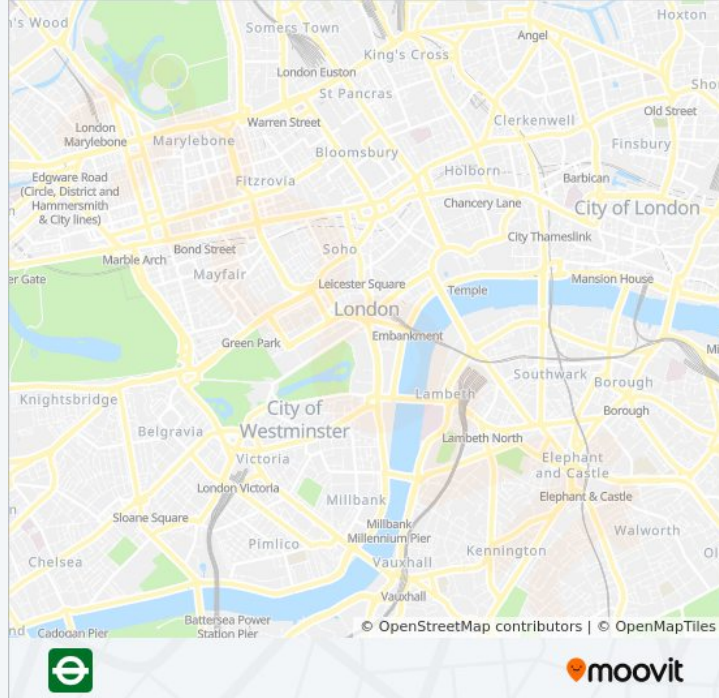 's Wood
Somers Town
Hoxton
Angel
King's Cross
London Euston
St Pancras
Sho
Old Street
Warren Street
Clerkenwell
London
Marylebone
Marylebone
Bloomsbury
Finsbury
Holborn
Edgware Road
(Circle, District and
Hammersmith
& City lines)
Fitzrovia
Barbican
Chancery Lane
City of London
City Thameslink
Soho
Bond Street
Marble Arch
Mayfair
er Gate
Mansion House
Leicester Square
Temple
London
Embankment
Green Park
Mi
Southwark
Borough
Knightsbridge
Lambeth
City of
Westminster
Borough
Belgravia
Lambeth North
Victoria
Elephant
and Castle
London Victoria
Millbank
Elephant & Castle
n
Sloane Square
Millbank
Millennium Pier
Walworth
Pimlico
Kennington
Ol
Chelsea
Vauxhall
Vauxhall
Battersea Power
Station Pier
nd
Cadogan Pier
© OpenStreetMap contributors | © OpenMapTiles
moovit